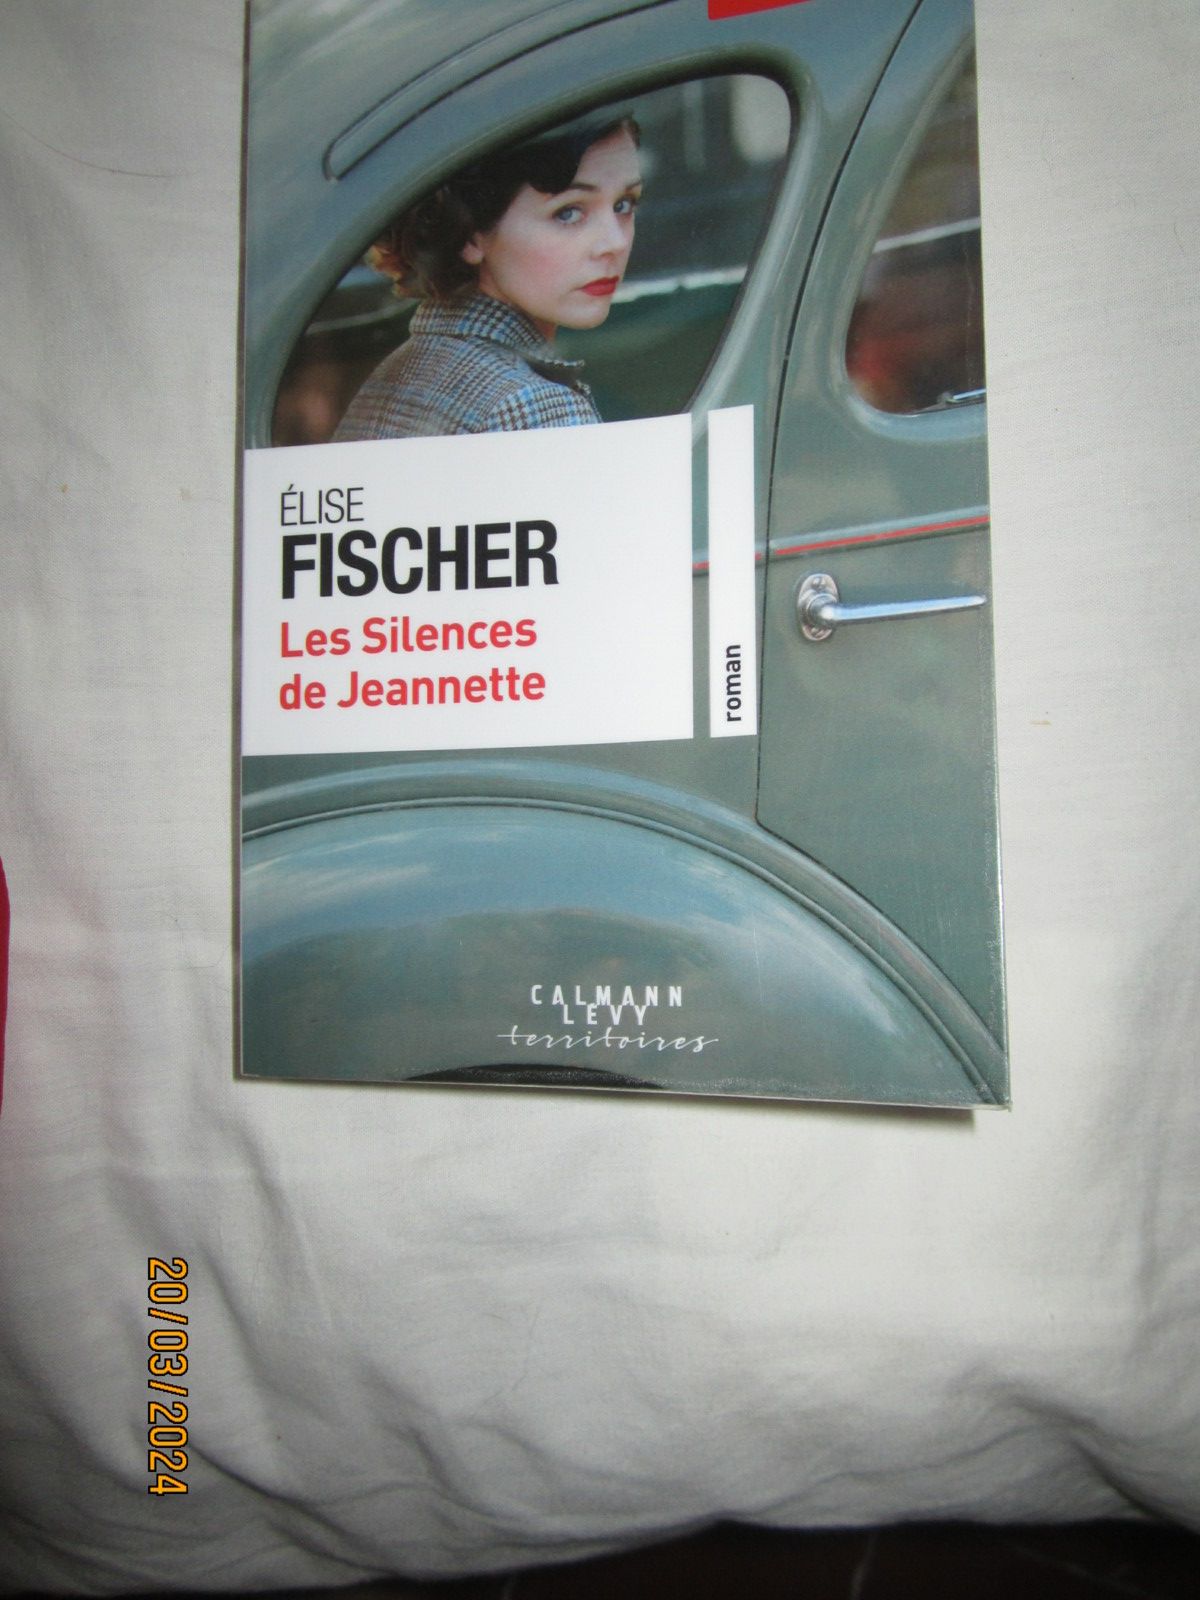 ÉLISE
FISCHER
Les Silences
de Jeannette
roman
CALMANN
LEVY
territoires
20/03/2024